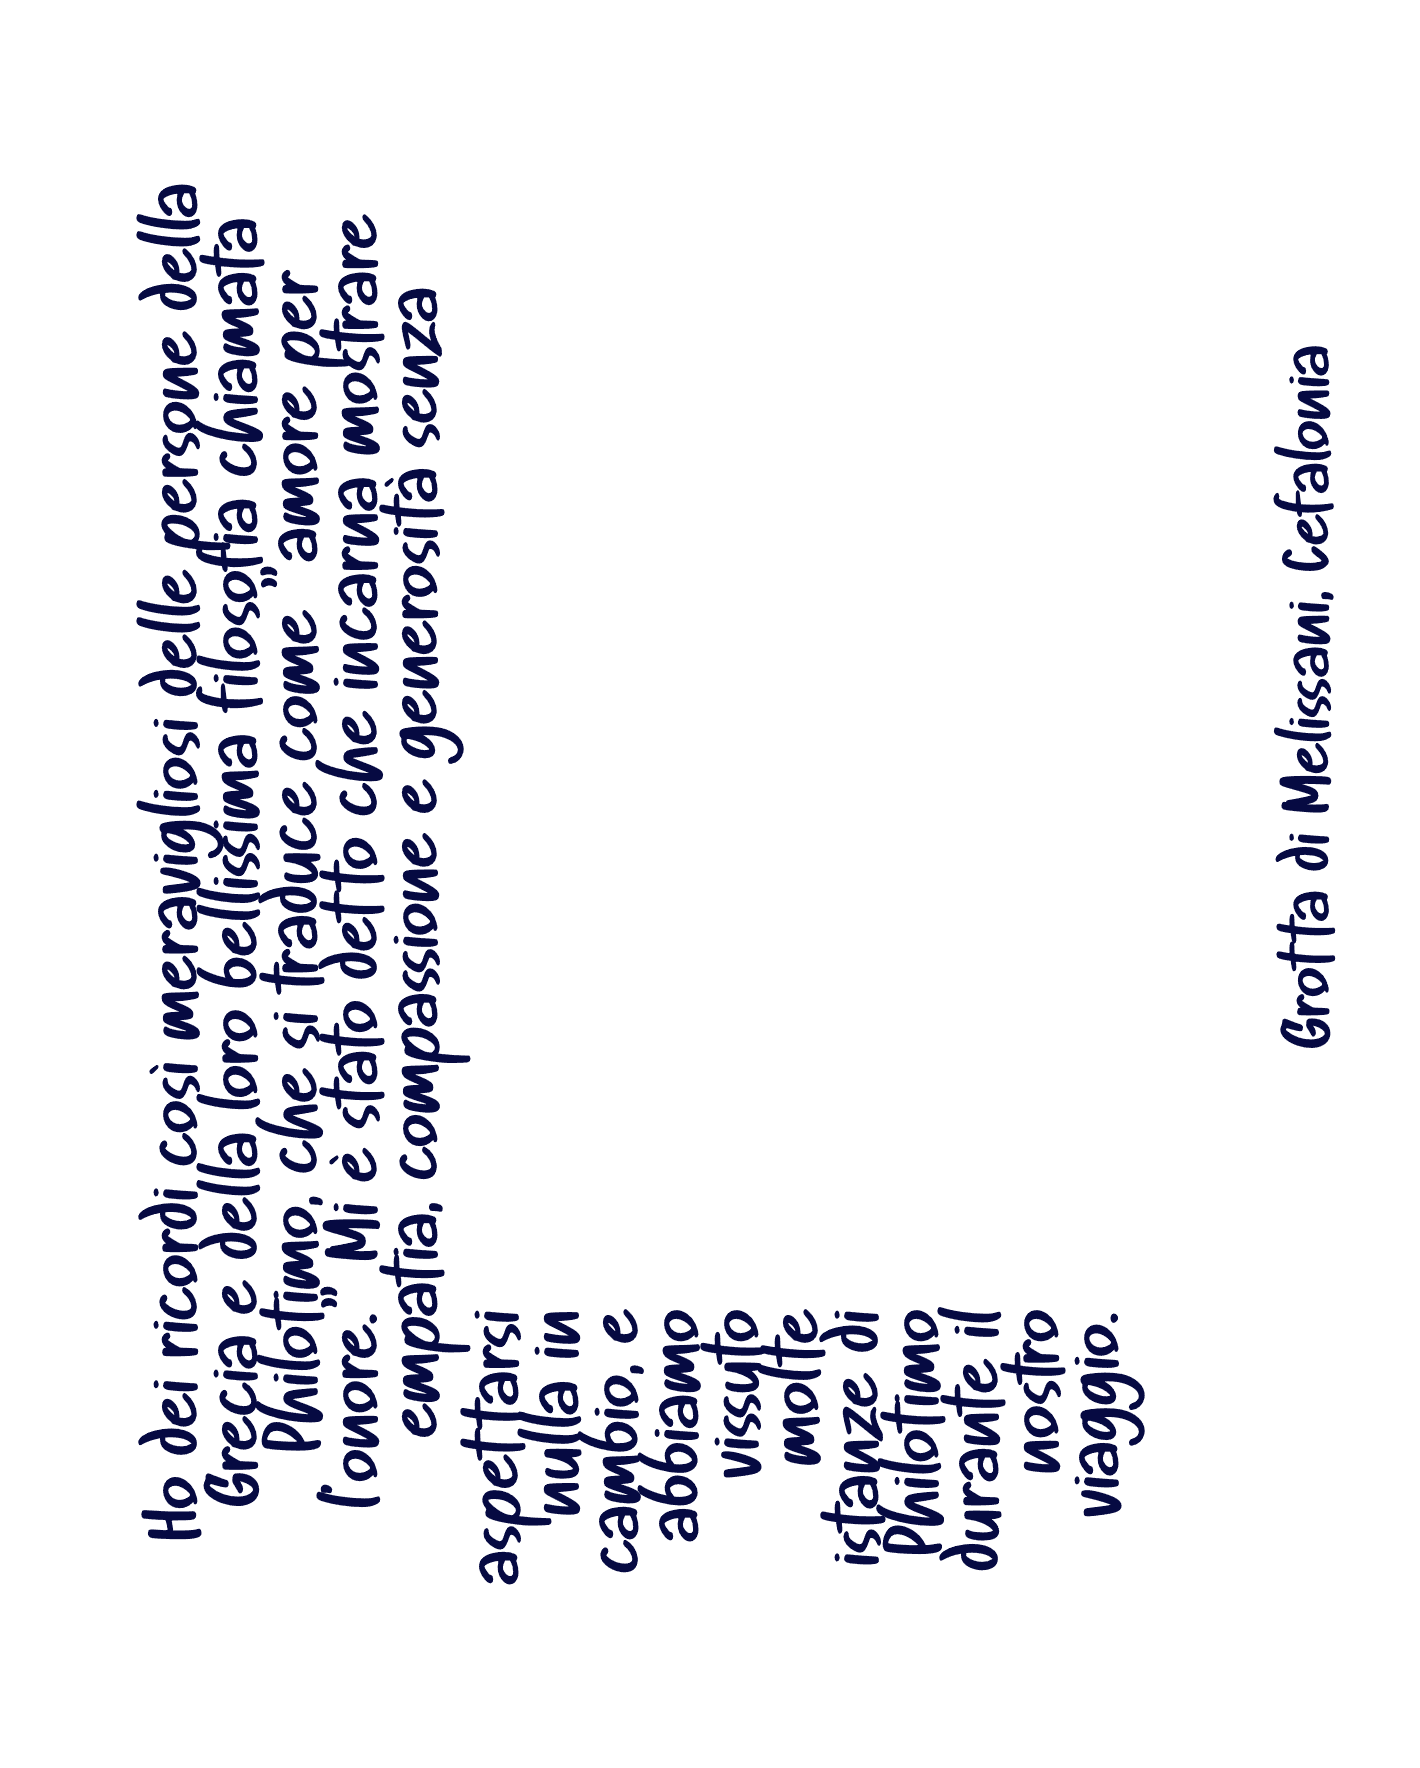 Ho dei ricordi così meravigliosi delle persone della
Grecia e della loro bellissima filosofia chiamata
Philotimo, che si traduce come "amore per
l'onore." Mi è stato detto che incarna mostrare
empatia, compassione e generosità senza
aspettarsi
nulla in
cambio, e
abbiamo
vissuto
molte
istanze di
Philotimo
durante il
nostro
viaggio.
Grotta di Melissani, Cefalonia